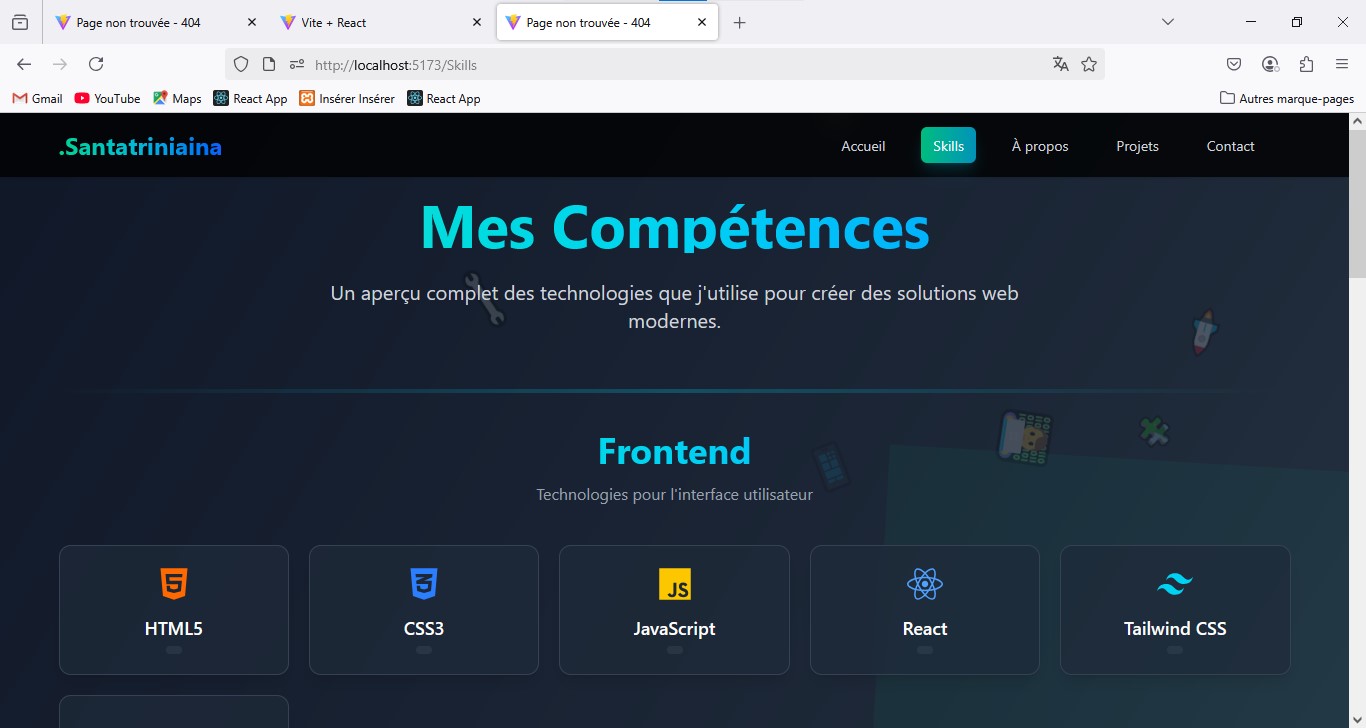 Page non trouvée - 404
Vite + React
Page non trouvée - 404
http://localhost:5173/Skills
Gmail
YouTube
Maps
React App
Insérer Insérer
React App
Autres marque-pages
.Santatriniaina
Accueil
Skills
À propos
Projets
Contact
Mes Compétences
Un aperçu complet des technologies que j'utilise pour créer des solutions web
modernes.
Frontend
Technologies pour l'interface utilisateur
5
3
JS
HTML5
CSS3
JavaScript
React
Tailwind CSS